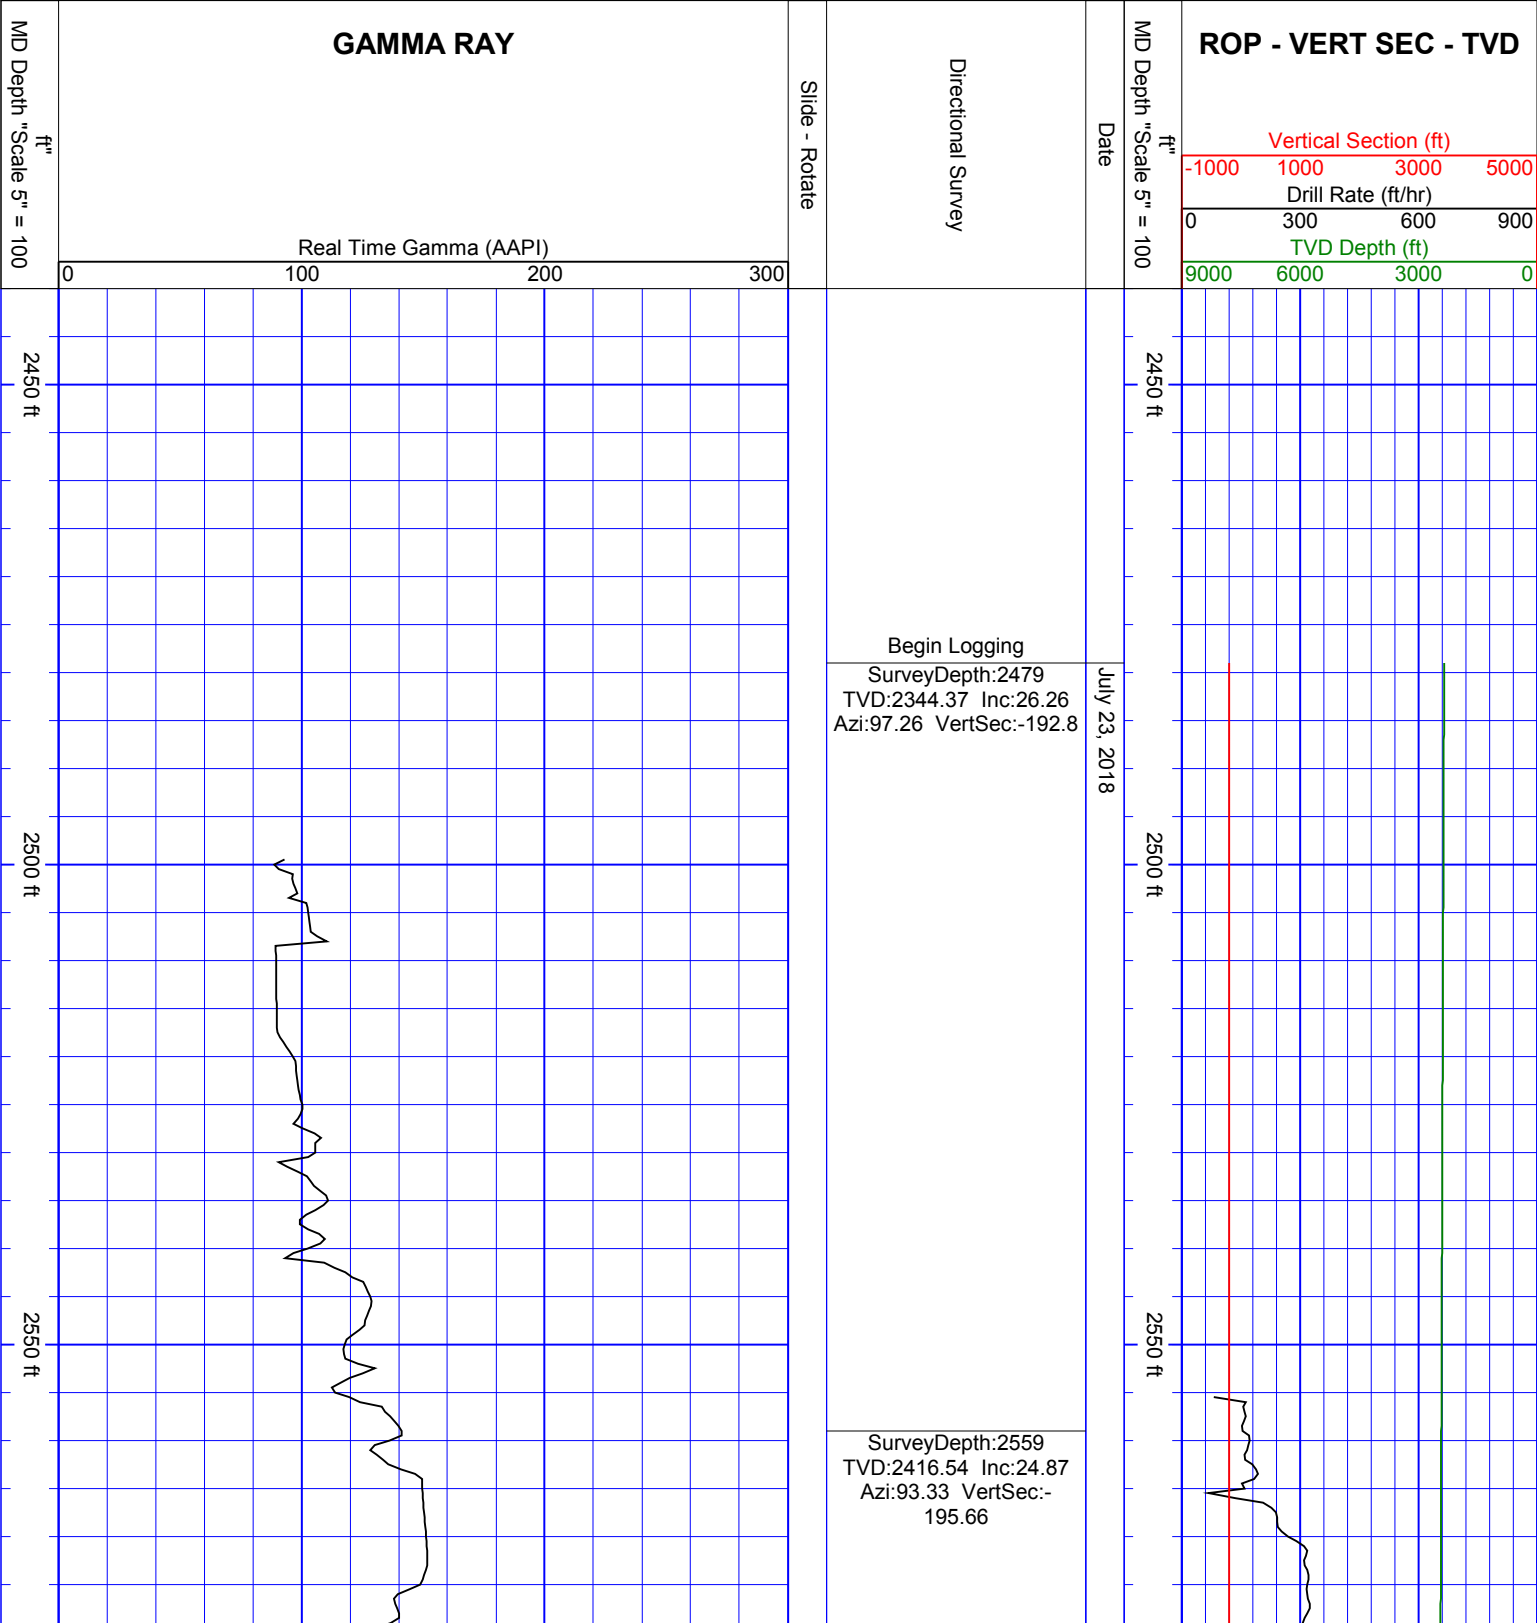 MD Depth "Scale 5" = 100
ft"
GAMMA RAY
Real Time Gamma (AAPI)
0 100 200 300
Slide - Rotate
Directional Survey
Date
MD Depth "Scale 5" = 100
ft"
ROP - VERT SEC - TVD
Vertical Section (ft)
-1000 1000 3000 5000
Drill Rate (ft/hr)
0 300 600 900
TVD Depth (ft)
9000 6000 3000 0
2450 ft
2450 ft
Begin Logging
SurveyDepth:2479
TVD:2344.37 Inc:26.26
Azi:97.26 VertSec:-192.8
July 23, 2018
2500 ft
2500 ft
2550 ft
2550 ft
SurveyDepth:2559
TVD:2416.54 Inc:24.87
Azi:93.33 VertSec:-
195.66